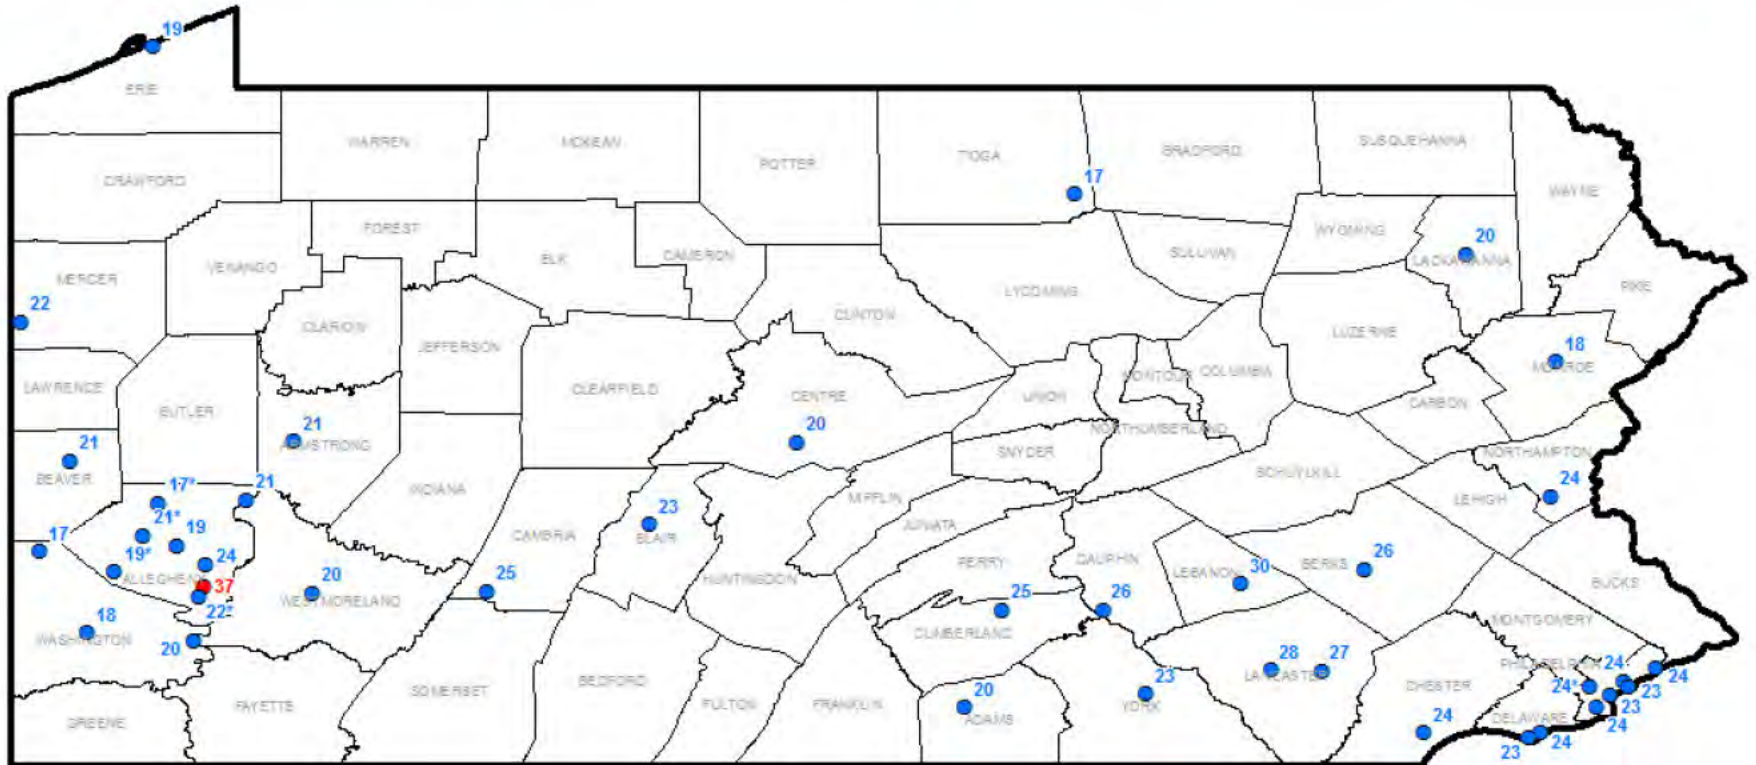 19
ERIE
WARREN
MCKEAN
POTTER
TIOGA
BRADFORD
SUSQUEHANNA
CRAWFORD
17
WAYNE
FOREST
WYOMING
20
MERCER
VENANGO
ELK
CAMERON
SULLIVAN
LACKAWANNA
22
CLARION
CLINTON
LYCOMING
PIKE
JEFFERSON
LUZERNE
18
LAWRENCE
CLEARFIELD
CENTRE
UNION
MONTOUR
COLUMBIA
MONROE
BUTLER
CARBON
21
21
ARMSTRONG
20
NORTHUMBERLAND
BEAVER
SNYDER
NORTHAMPTON
17*
21
INDIANA
MIFFLIN
SCHUYLKILL
LEHIGH
24
21*
19
23
17
CAMBRIA
BLAIR
JUNIATA
19*
24
ALLEGHENY
37
20
WESTMORELAND
25
HUNTINGDON
PERRY
DAUPHIN
LEBANON
30
BERKS
26
BUCKS
22*
18
WASHINGTON
20
25
CUMBERLAND
26
MONTGOMERY
GREENE
FAYETTE
SOMERSET
BEDFORD
FULTON
FRANKLIN
20
ADAMS
23
YORK
28
27
LANCASTER
CHESTER
PHILADELPHIA
24
24
24*
23
23
24
DELAWARE
24
24
23